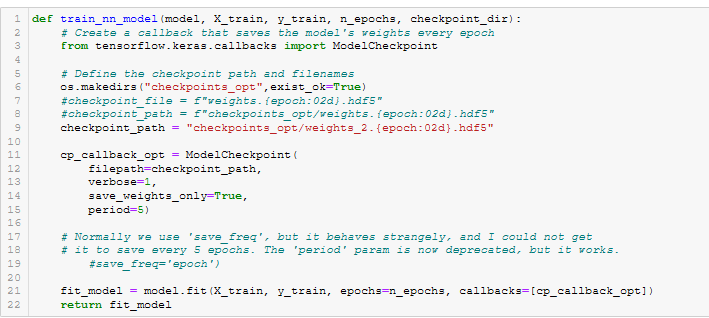 1 def train_nn_model(model, X_train, y_train, n_epochs, checkpoint_dir):
2     # Create a callback that saves the model's weights every epoch
3     from tensorflow.keras.callbacks import ModelCheckpoint
4
5     # Define the checkpoint path and filenames
6     os.makedirs("checkpoints_opt",exist_ok=True)
7     #checkpoint_file = f"weights.{epoch:02d}.hdf5"
8     #checkpoint_path = f"checkpoints_opt/weights.{epoch:02d}.hdf5"
9     checkpoint_path = "checkpoints_opt/weights_2.{epoch:02d}.hdf5"
10
11     cp_callback_opt = ModelCheckpoint(
12         filepath=checkpoint_path,
13         verbose=1,
14         save_weights_only=True,
15         period=5)
16
17     # Normally we use 'save_freq', but it behaves strangely, and I could not get
18     # it to save every 5 epochs. The 'period' param is now deprecated, but it works.
19         #save_freq='epoch')
20
21     fit_model = model.fit(X_train, y_train, epochs=n_epochs, callbacks=[cp_callback_opt])
22     return fit_model